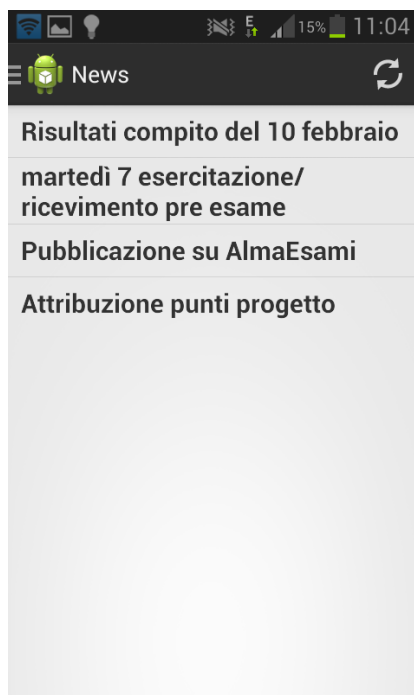 E 15% 11:04
News
Risultati compito del 10 febbraio
martedì 7 esercitazione/
ricevimento pre esame
Pubblicazione su AlmaEsami
Attribuzione punti progetto